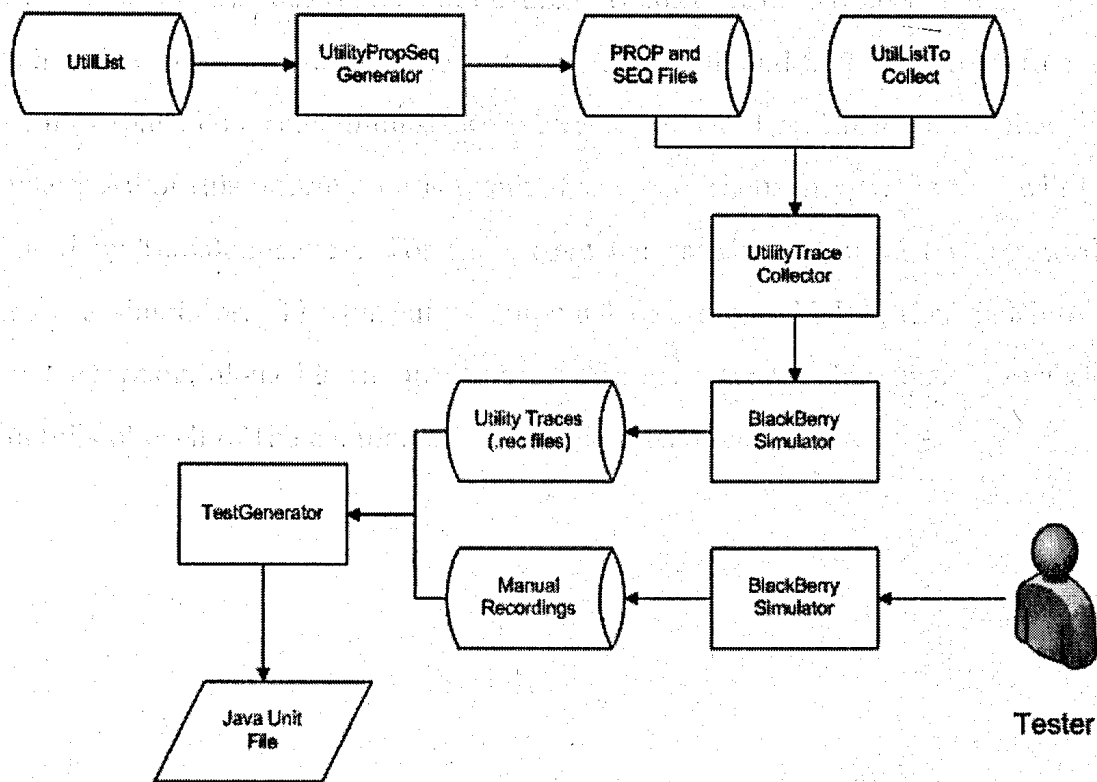 UtilList
UtilityPropSeq
Generator
PROP and
SEQ Files
UtilListTo
Collect
UtilityTrace
Collector
Utility Traces
(.rec files)
BlackBerry
Simulator
TestGenerator
Manual
Recordings
BlackBerry
Simulator
Java Unit
File
Tester